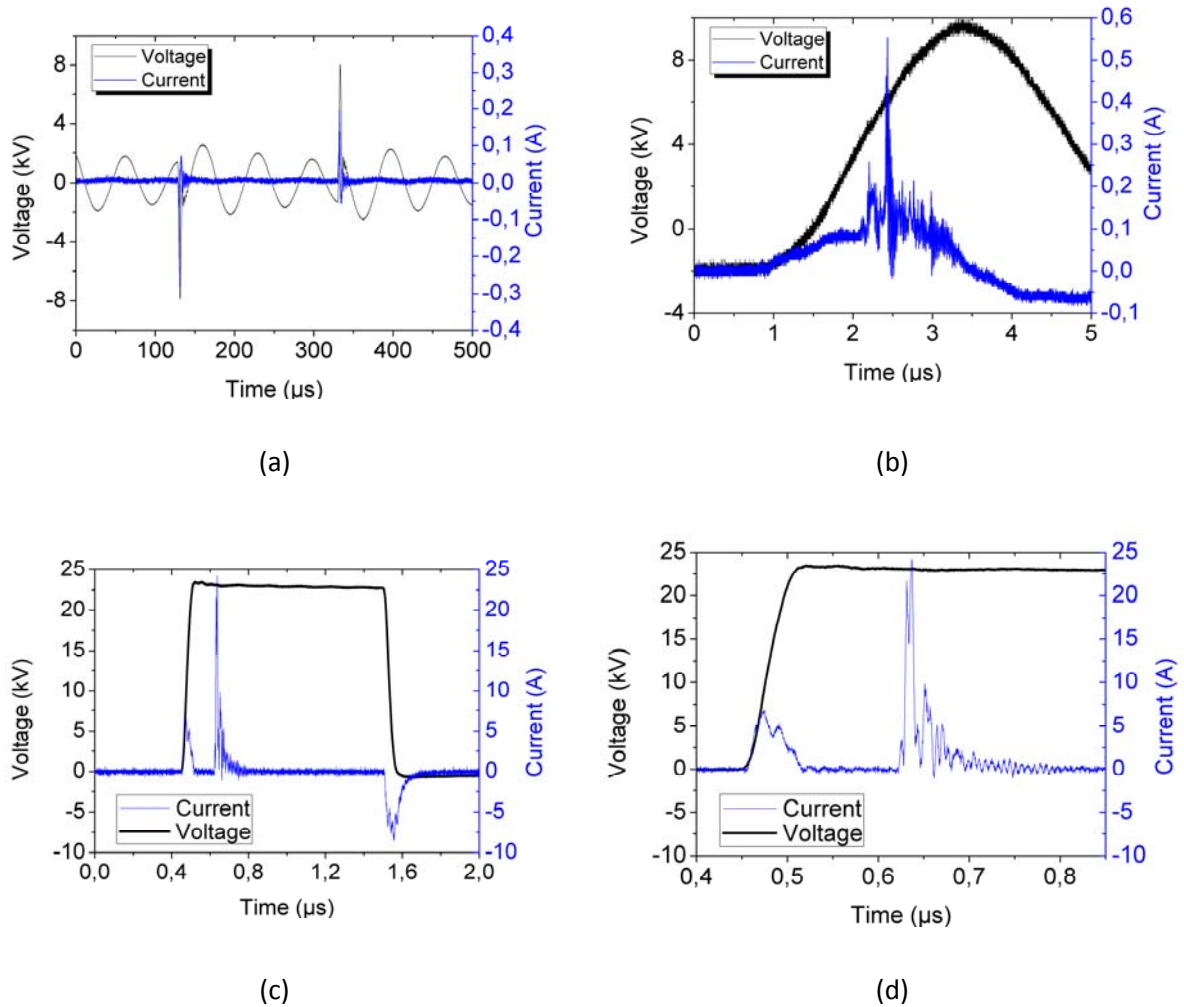 Voltage
Current
8
4
0
-4
-8
Voltage (kV)
0,4
0,3
0,2
0,1
0,0
-0,1
-0,2
-0,3
-0,4
Current (A)
0 100 200 300 400 500
Time (µs)
(a)
Voltage
Current
8
4
0
-4
Voltage (kV)
0,6
0,5
0,4
0,3
0,2
0,1
0,0
-0,1
Current (A)
0 1 2 3 4 5
Time (µs)
(b)
25
20
15
10
5
0
-5
-10
Voltage (kV)
25
20
15
10
5
0
-5
-10
Current (A)
Current
Voltage
0,0 0,4 0,8 1,2 1,6 2,0
Time (µs)
(c)
25
20
15
10
5
0
-5
-10
Voltage (kV)
25
20
15
10
5
0
-5
-10
Current (A)
Current
Voltage
0,4 0,5 0,6 0,7 0,8
Time (µs)
(d)